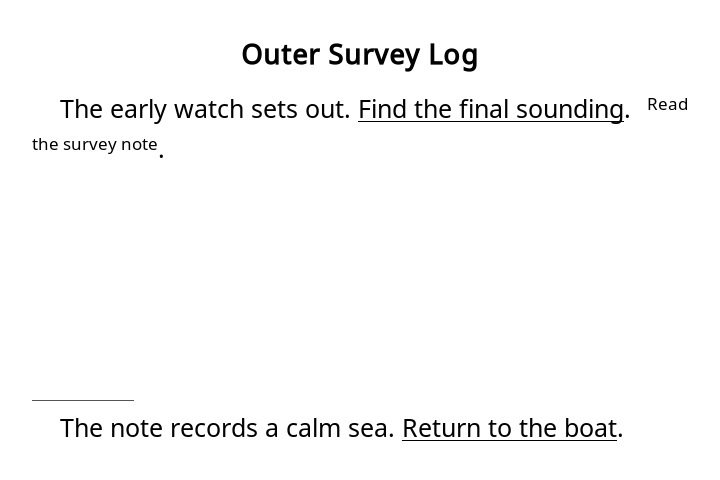 Outer Survey Log
The early watch sets out. Find the final sounding. Read
the survey note.
The note records a calm sea. Return to the boat.